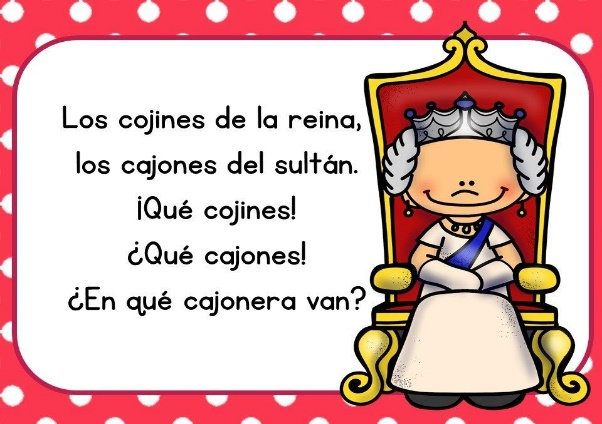 Los cojines de la reina,
los cajones del sultán.
¡Qué cojines!
¿Qué cajones!
¿En qué cajonera van?